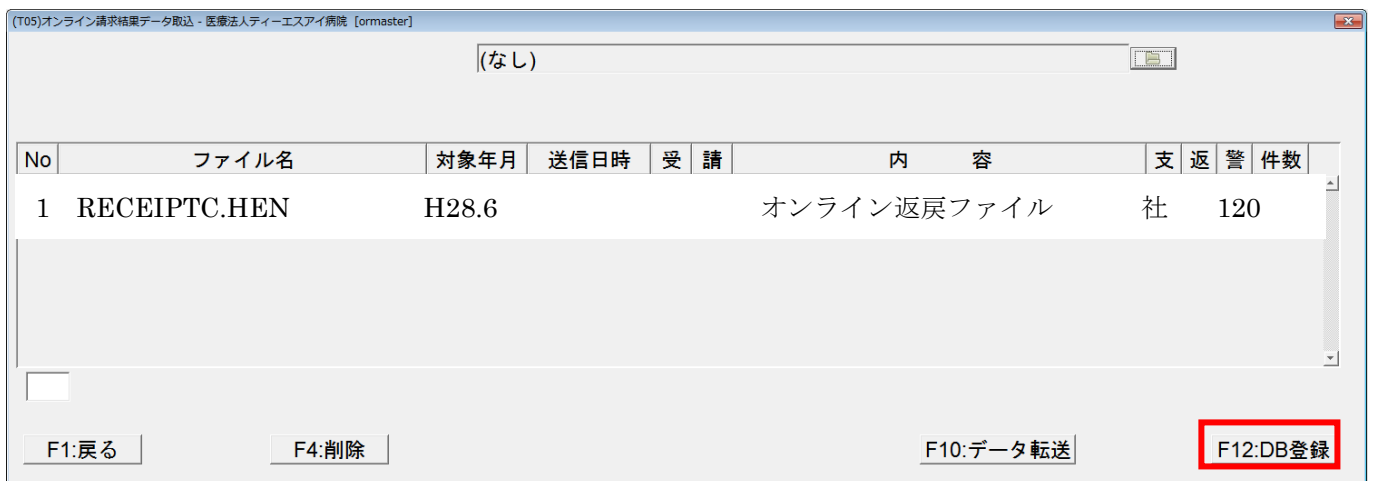 (T05)オンライン請求結果データ取込 - 医療法人ティーエスアイ病院 [ormaster]
(なし)
No ファイル名 対象年月 送信日時 受 請 内 容 支 返 警 件数
1 RECEIPTC.HEN H28.6 オンライン返戻ファイル 社 120
F1:戻る F4:削除 F10:データ転送 F12:DB登録